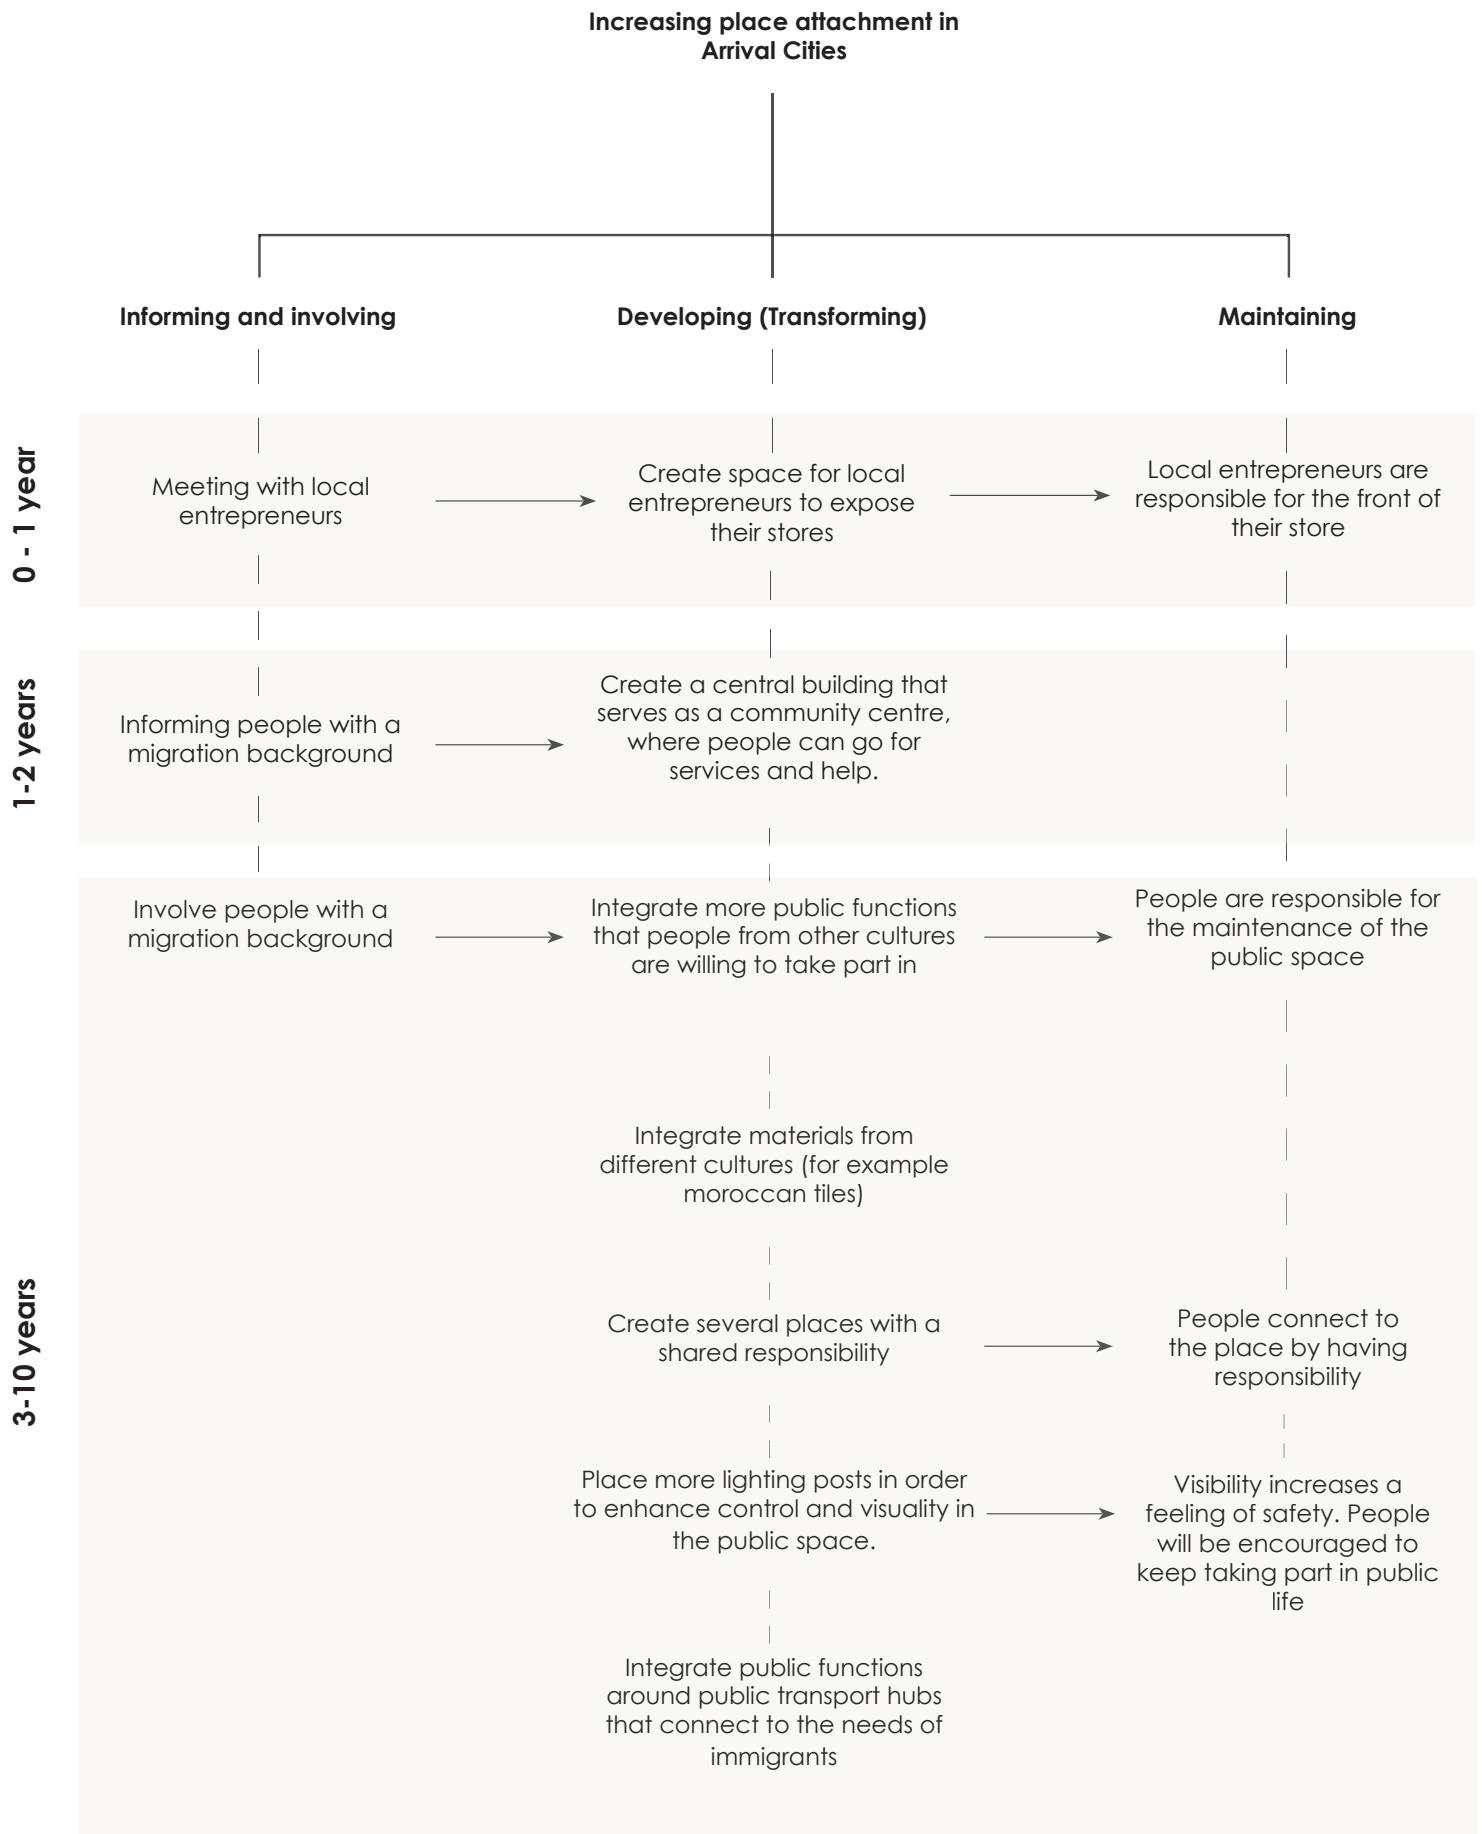 Increasing place attachment in
Arrival Cities
Informing and involving
Developing (Transforming)
Maintaining
0 - 1 year
Meeting with local
entrepreneurs
Create space for local
entrepreneurs to expose
their stores
Local entrepreneurs are
responsible for the front of
their store
1-2 years
Informing people with a
migration background
Create a central building that
serves as a community centre,
where people can go for
services and help.
3-10 years
Involve people with a
migration background
Integrate more public functions
that people from other cultures
are willing to take part in
People are responsible for
the maintenance of the
public space
Integrate materials from
different cultures (for example
moroccan tiles)
Create several places with a
shared responsibility
People connect to
the place by having
responsibility
Place more lighting posts in order
to enhance control and visuality in
the public space.
Visibility increases a
feeling of safety. People
will be encouraged to
keep taking part in public
life
Integrate public functions
around public transport hubs
that connect to the needs of
immigrants